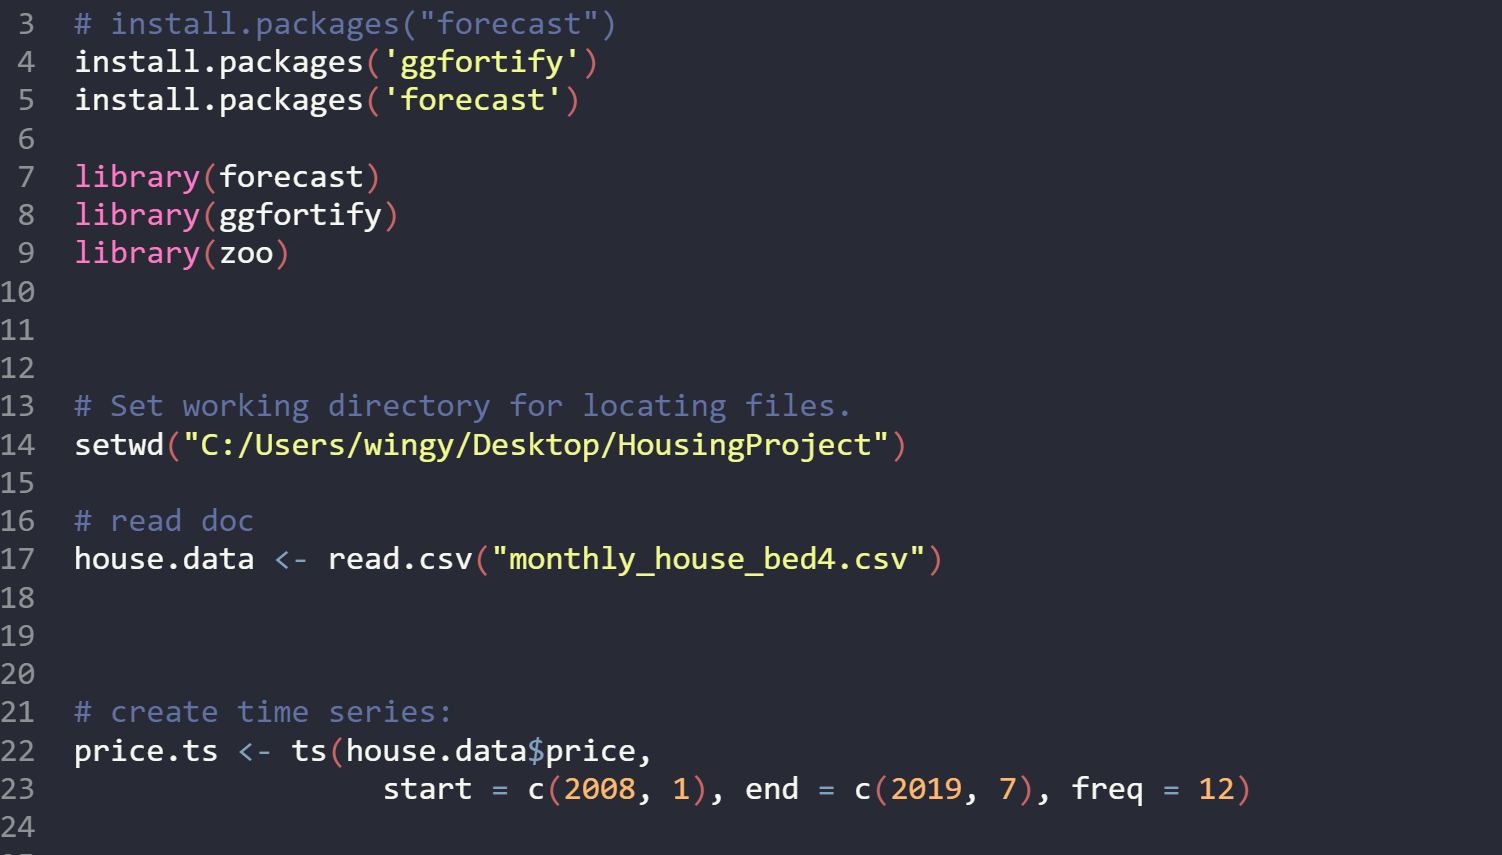 3 # install.packages("forecast")
4 install.packages('ggfortify')
5 install.packages('forecast')
6
7 library(forecast)
8 library(ggfortify)
9 library(zoo)
10
11
12
13 # Set working directory for locating files.
14 setwd("C:/Users/wingy/Desktop/HousingProject")
15
16 # read doc
17 house.data <- read.csv("monthly_house_bed4.csv")
18
19
20
21 # create time series:
22 price.ts <- ts(house.data$price,
23 start = c(2008, 1), end = c(2019, 7), freq = 12)
24